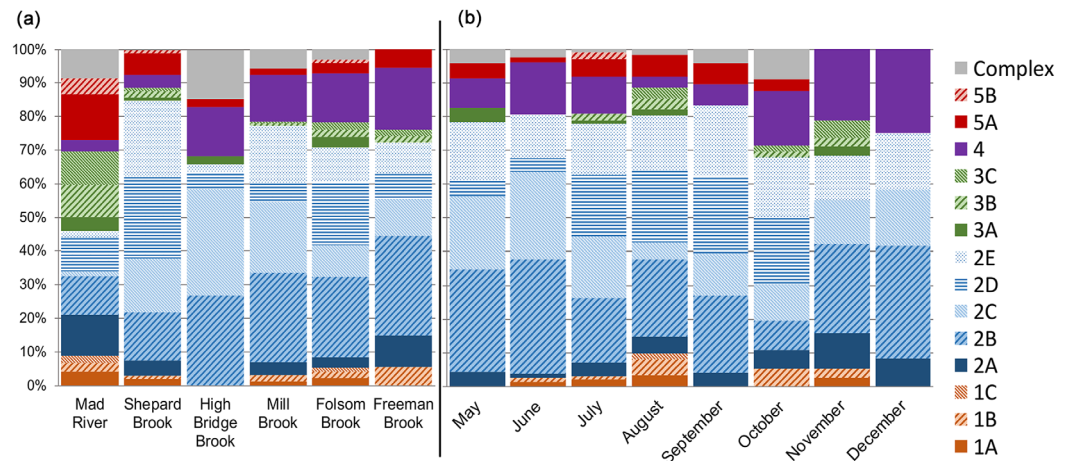 (a)
(b)
100%
90%
80%
70%
60%
50%
40%
30%
20%
10%
0%
Mad
River
Shepard
Brook
High
Bridge
Brook
Mill
Brook
Folsom
Brook
Freeman
Brook
May
June
July
August
September
October
November
December
Complex
5B
5A
4
3C
3B
3A
2E
2D
2C
2B
2A
1C
1B
1A